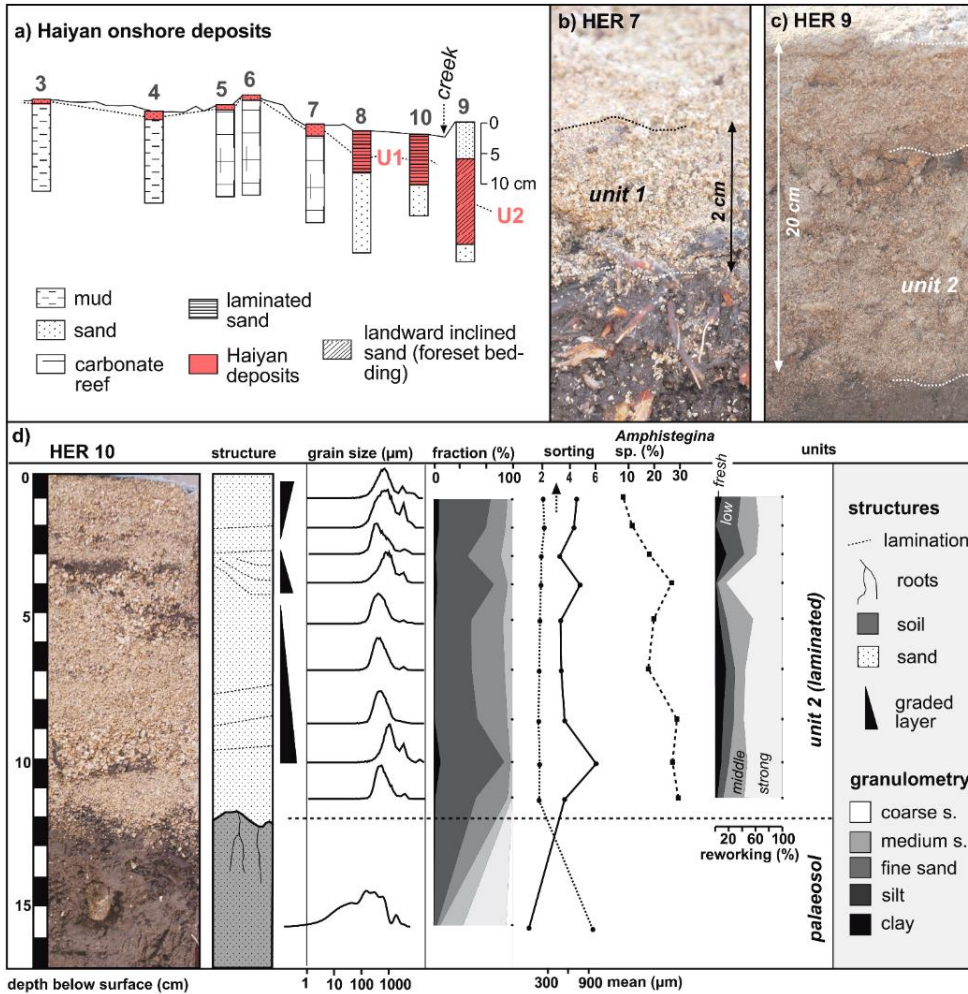 a) Haiyan onshore deposits
3
4
5
6
7
8
10
9
creek
0
5
10 cm
U1
U2
mud
sand
carbonate
reef
laminated
sand
Haiyan
deposits
landward inclined
sand (foreset bed-
ding)
b) HER 7
unit 1
2 cm
c) HER 9
20 cm
unit 2
d)
HER 10
structure
grain size (µm)
fraction (%)
0 100
sorting
2 4 6
Amphistegina
sp. (%)
10 20 30
fresh
low
middle
strong
units
0
5
10
15
unit 2 (laminated)
palaeosol
20 60 100
reworking (%)
structures
lamination
roots
soil
sand
graded
layer
granulometry
coarse s.
medium s.
fine sand
silt
clay
depth below surface (cm)
1 10 100 1000
300 900 mean (µm)